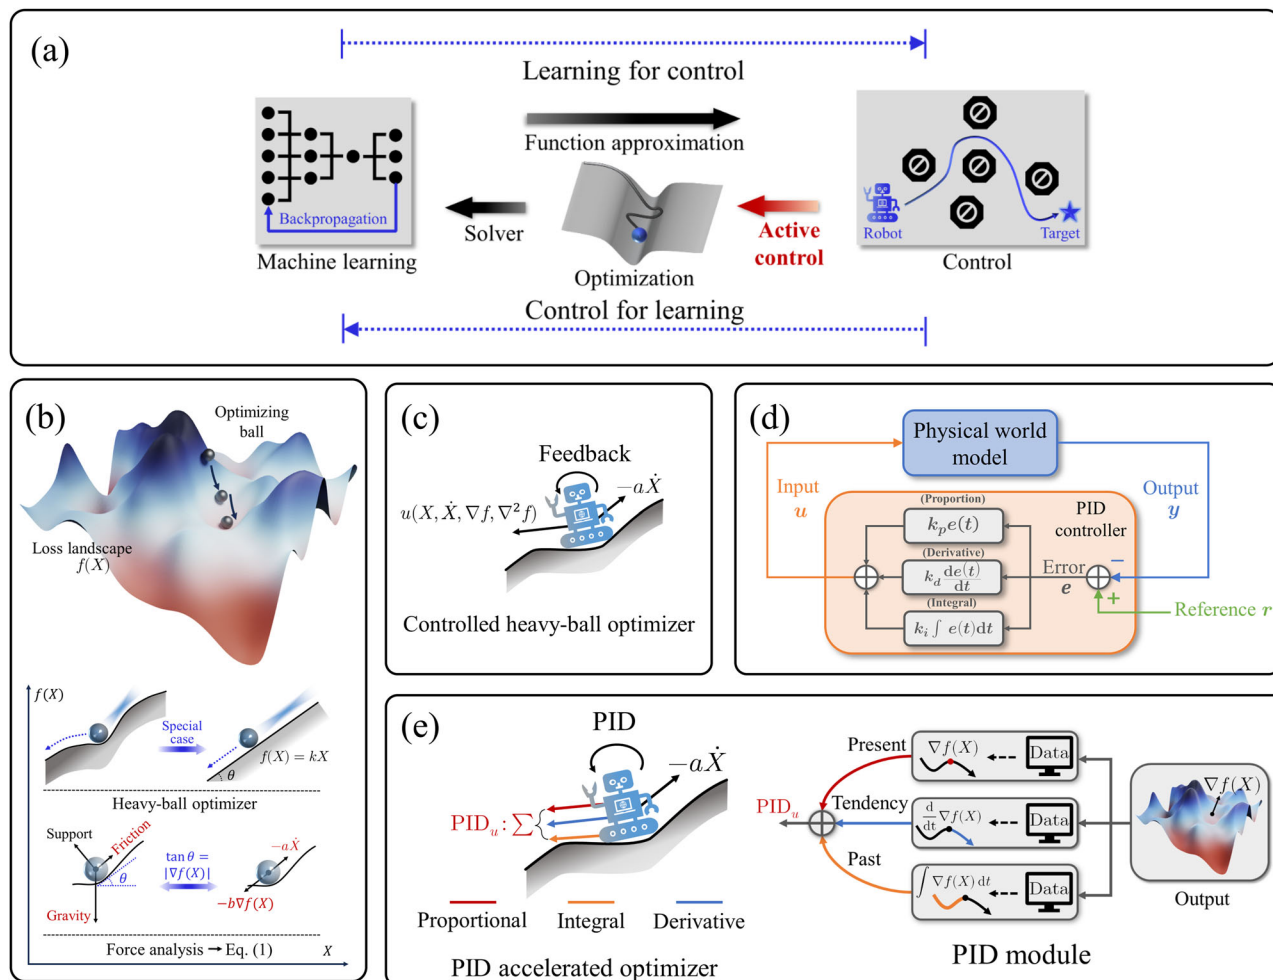 (a)
Learning for control
Function approximation
Backpropagation
Machine learning
Solver
Optimization
Active
control
Robot
Target
Control
Control for learning
(b)
Optimizing
ball
Loss landscape
f(X)
f(X)
Special
case
θ
f(X) = kX
Heavy-ball optimizer
Support
Friction
θ
Gravity
tan θ =
|∇f(X)|
−aẊ
−b∇f(X)
Force analysis → Eq. (1)
X
(c)
Feedback
−aẊ
u(X, Ẋ, ∇f, ∇²f)
Controlled heavy-ball optimizer
(d)
Physical world
model
Input
u
Output
y
(Proportion)
k_p e(t)
(Derivative)
k_d de(t)/dt
(Integral)
k_i ∫ e(t)dt
PID
controller
Error
e
−
+
Reference r
(e)
PID
−aẊ
PID_u : ∑
Proportional
Integral
Derivative
PID accelerated optimizer
PID_u
Present
∇f(X)
Data
Tendency
d/dt ∇f(X)
Data
Past
∫ ∇f(X) dt
Data
∇f(X)
Output
PID module